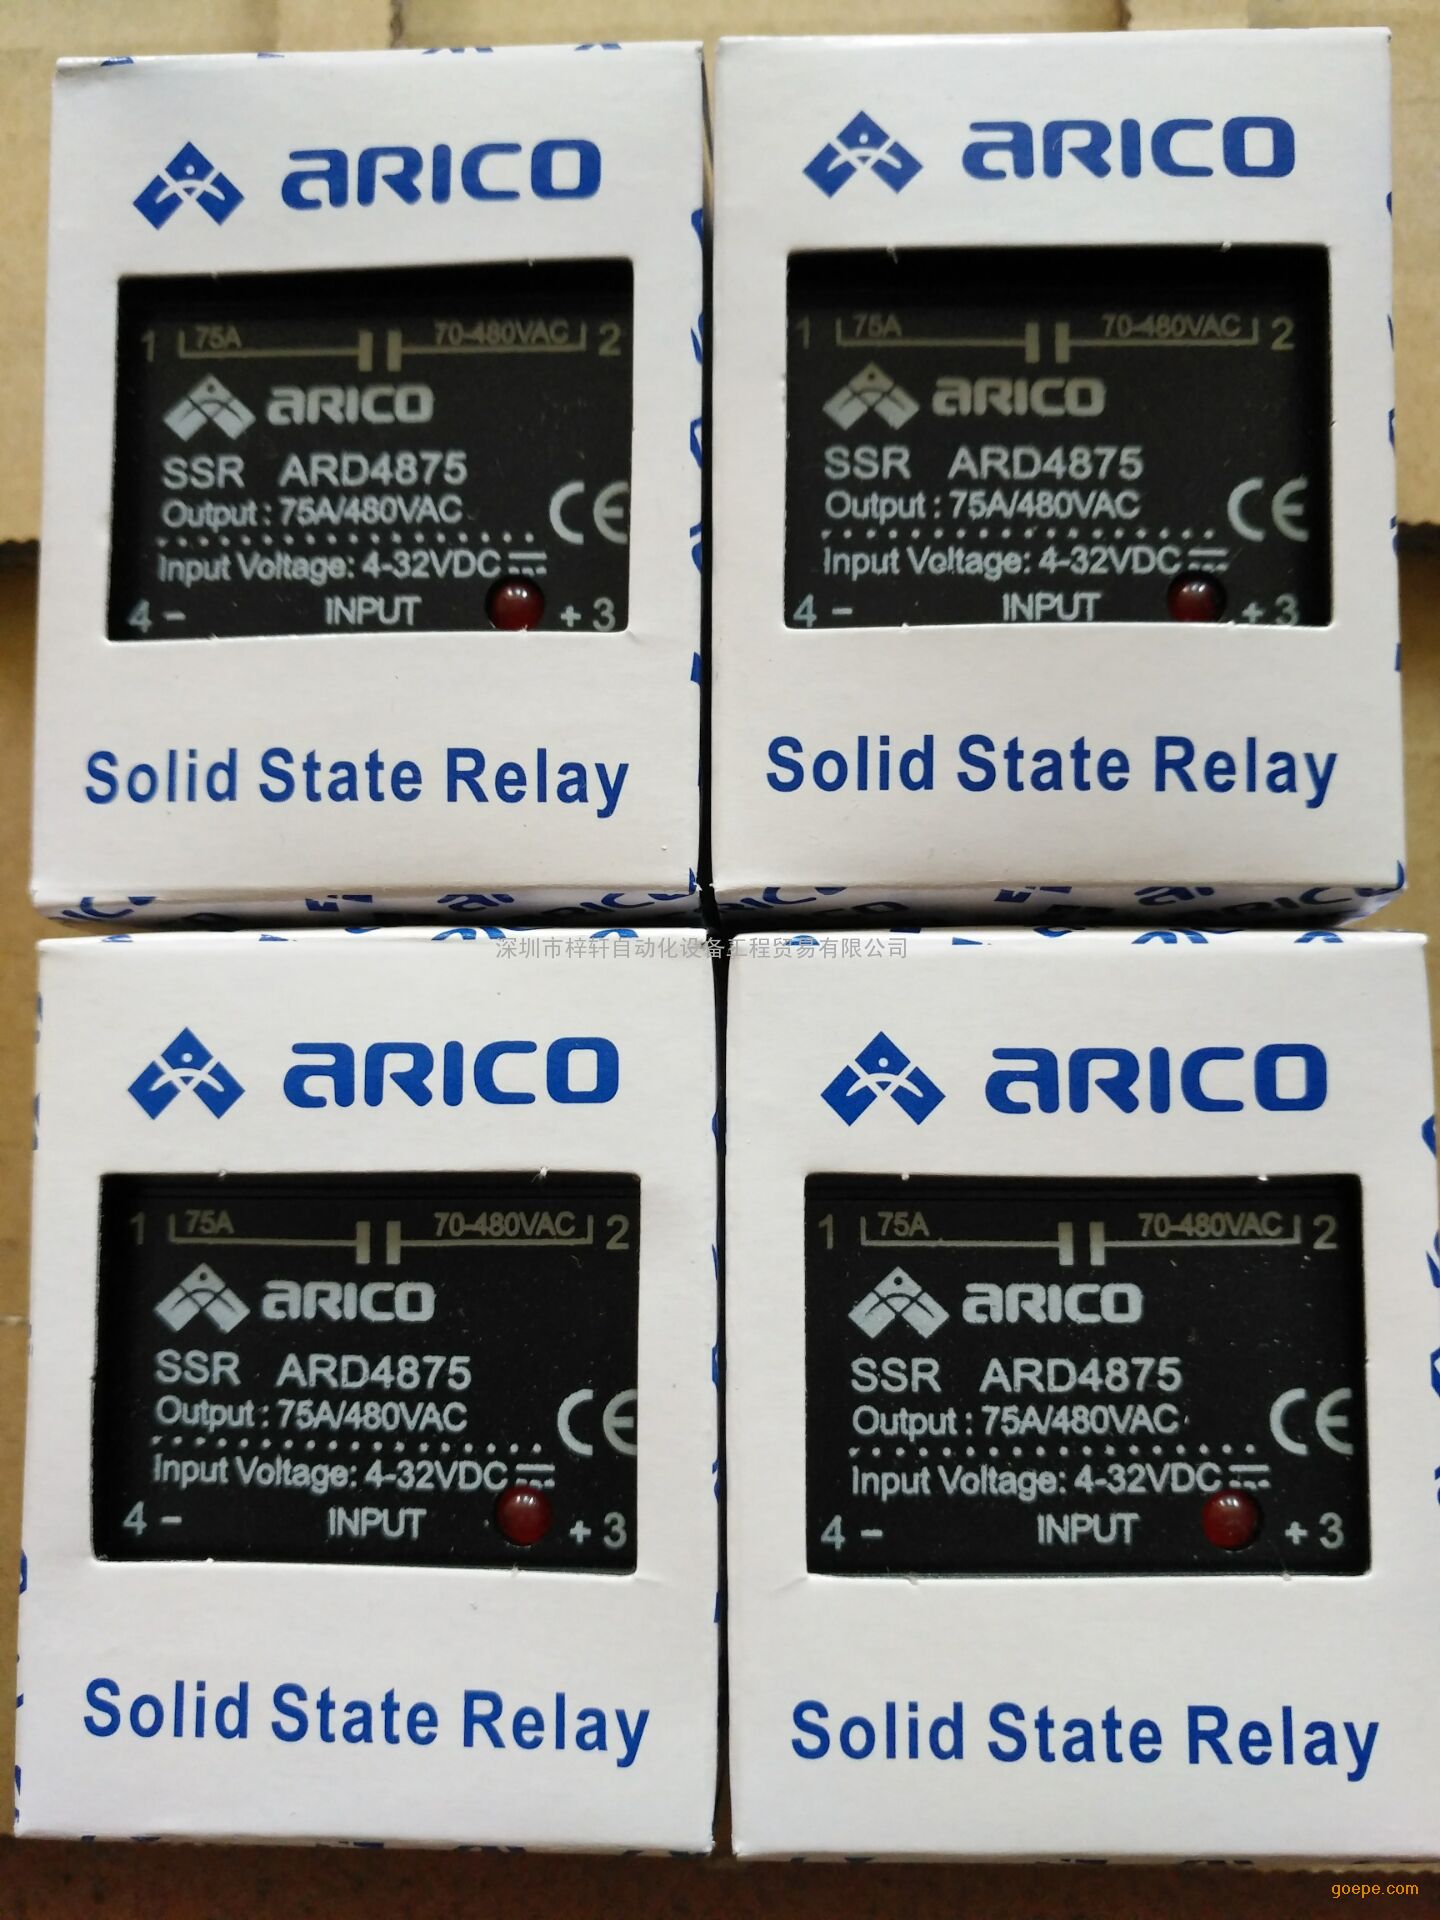 ARICO
1 75A 70-480VAC 2
ARICO
SSR ARD4875
Output : 75A/480VAC
CE
Input Voltage: 4-32VDC
4 - INPUT + 3
Solid State Relay
ARICO
1 75A 70-480VAC 2
ARICO
SSR ARD4875
Output : 75A/480VAC
CE
Input Voltage: 4-32VDC
4 - INPUT + 3
Solid State Relay
深圳市梓轩自动化设备工程贸易有限公司
ARICO
1 75A 70-480VAC 2
ARICO
SSR ARD4875
Output : 75A/480VAC
CE
Input Voltage: 4-32VDC
4 - INPUT + 3
Solid State Relay
ARICO
1 75A 70-480VAC 2
ARICO
SSR ARD4875
Output : 75A/480VAC
CE
Input Voltage: 4-32VDC
4 - INPUT + 3
Solid State Relay
goepe.com